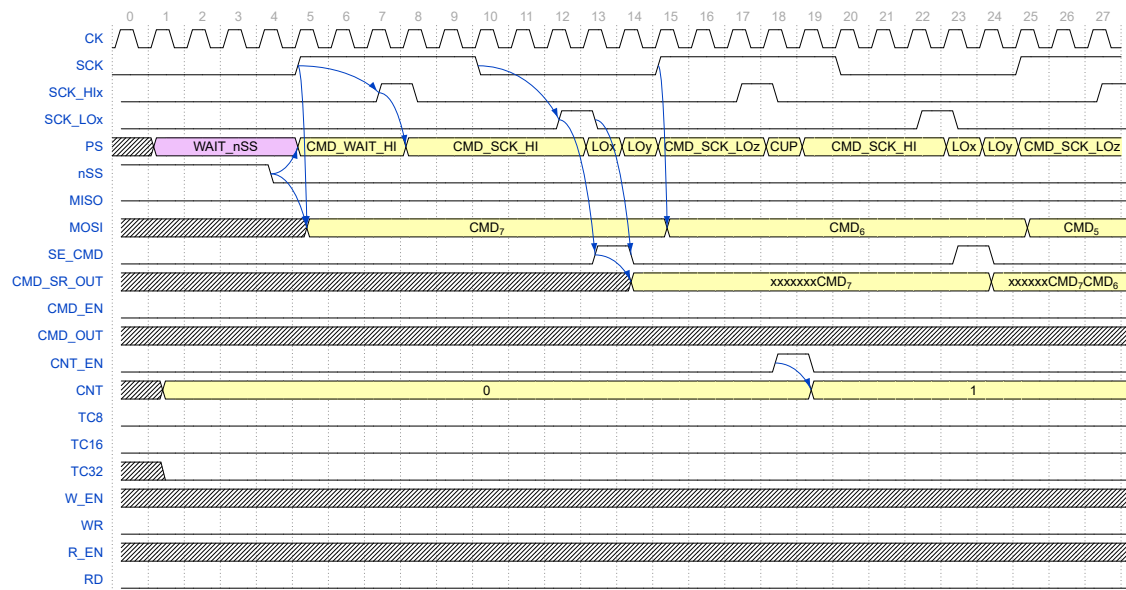 0 1 2 3 4 5 6 7 8 9 10 11 12 13 14 15 16 17 18 19 20 21 22 23 24 25 26 27
CK
SCK
SCK_HIx
SCK_LOx
PS WAIT_nSS CMD_WAIT_HI CMD_SCK_HI LOx LOy CMD_SCK_LOz CUP CMD_SCK_HI LOx LOy CMD_SCK_LOz
nSS
MISO
MOSI CMD₇ CMD₆ CMD₅
SE_CMD
CMD_SR_OUT xxxxxxxCMD₇ xxxxxxCMD₇CMD₆
CMD_EN
CMD_OUT
CNT_EN
CNT 0 1
TC8
TC16
TC32
W_EN
WR
R_EN
RD